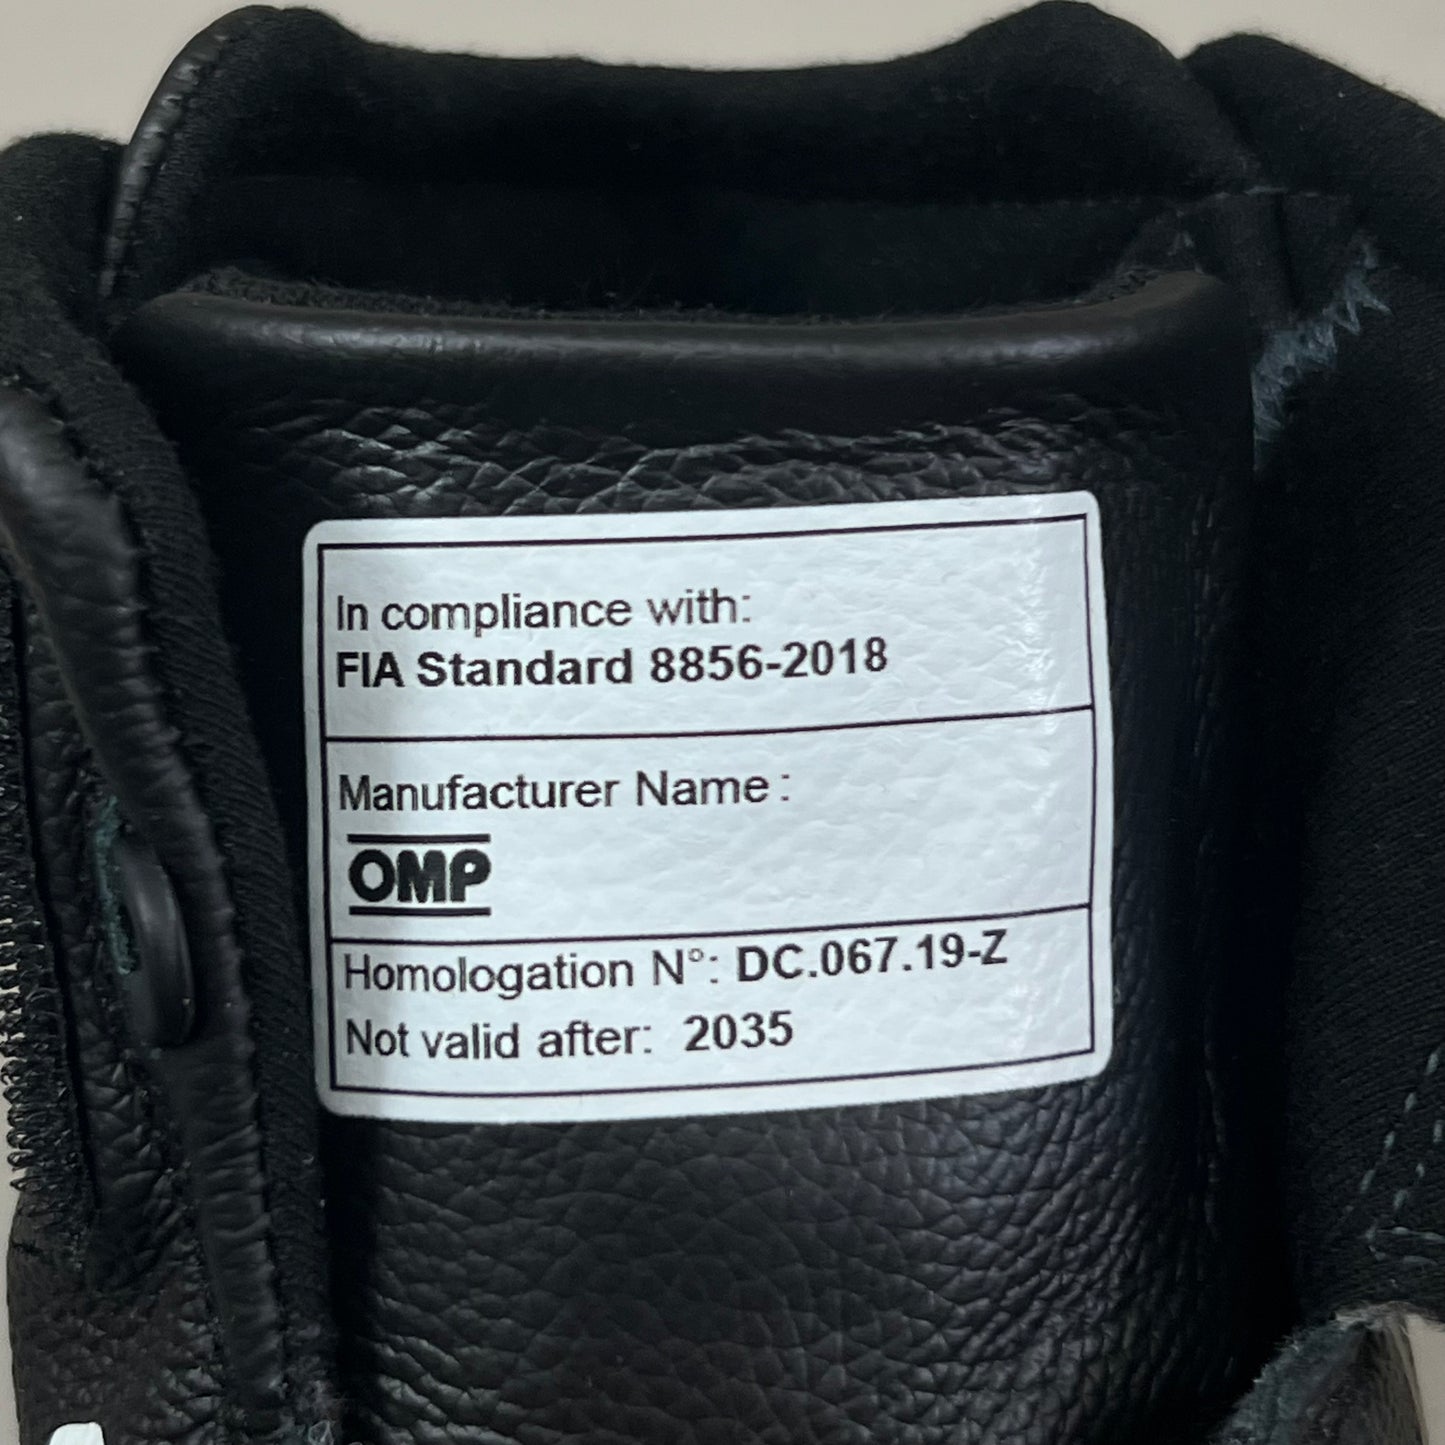 In compliance with:
FIA Standard 8856-2018
Manufacturer Name :
OMP
Homologation N°: DC.067.19-Z
Not valid after: 2035